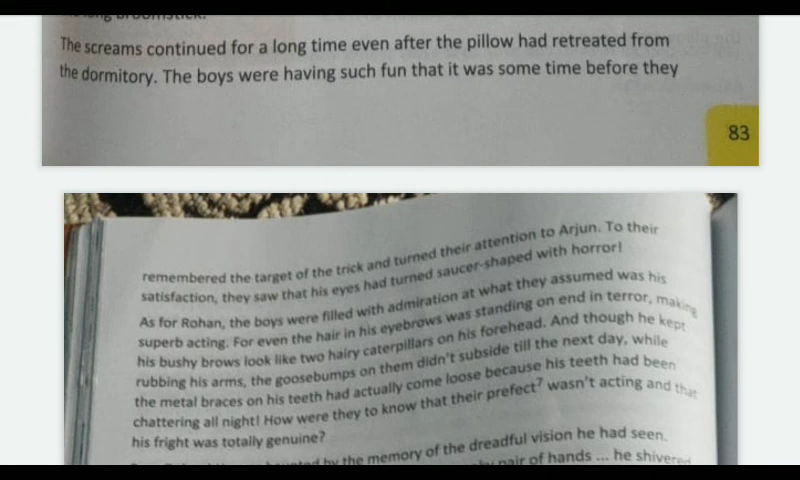 The screams continued for a long time even after the pillow had retreated from
the dormitory. The boys were having such fun that it was some time before they
83
remembered the target of the trick and turned their attention to Arjun. To their
satisfaction, they saw that his eyes had turned saucer-shaped with horror!
As for Rohan, the boys were filled with admiration at what they assumed was his
superb acting. For even the hair in his eyebrows was standing on end in terror, making
his bushy brows look like two hairy caterpillars on his forehead. And though he kept
rubbing his arms, the goosebumps on them didn't subside till the next day, while
the metal braces on his teeth had actually come loose because his teeth had been
chattering all night! How were they to know that their prefect⁷ wasn't acting and that
his fright was totally genuine?
by the memory of the dreadful vision he had seen.
pair of hands ... he shivered